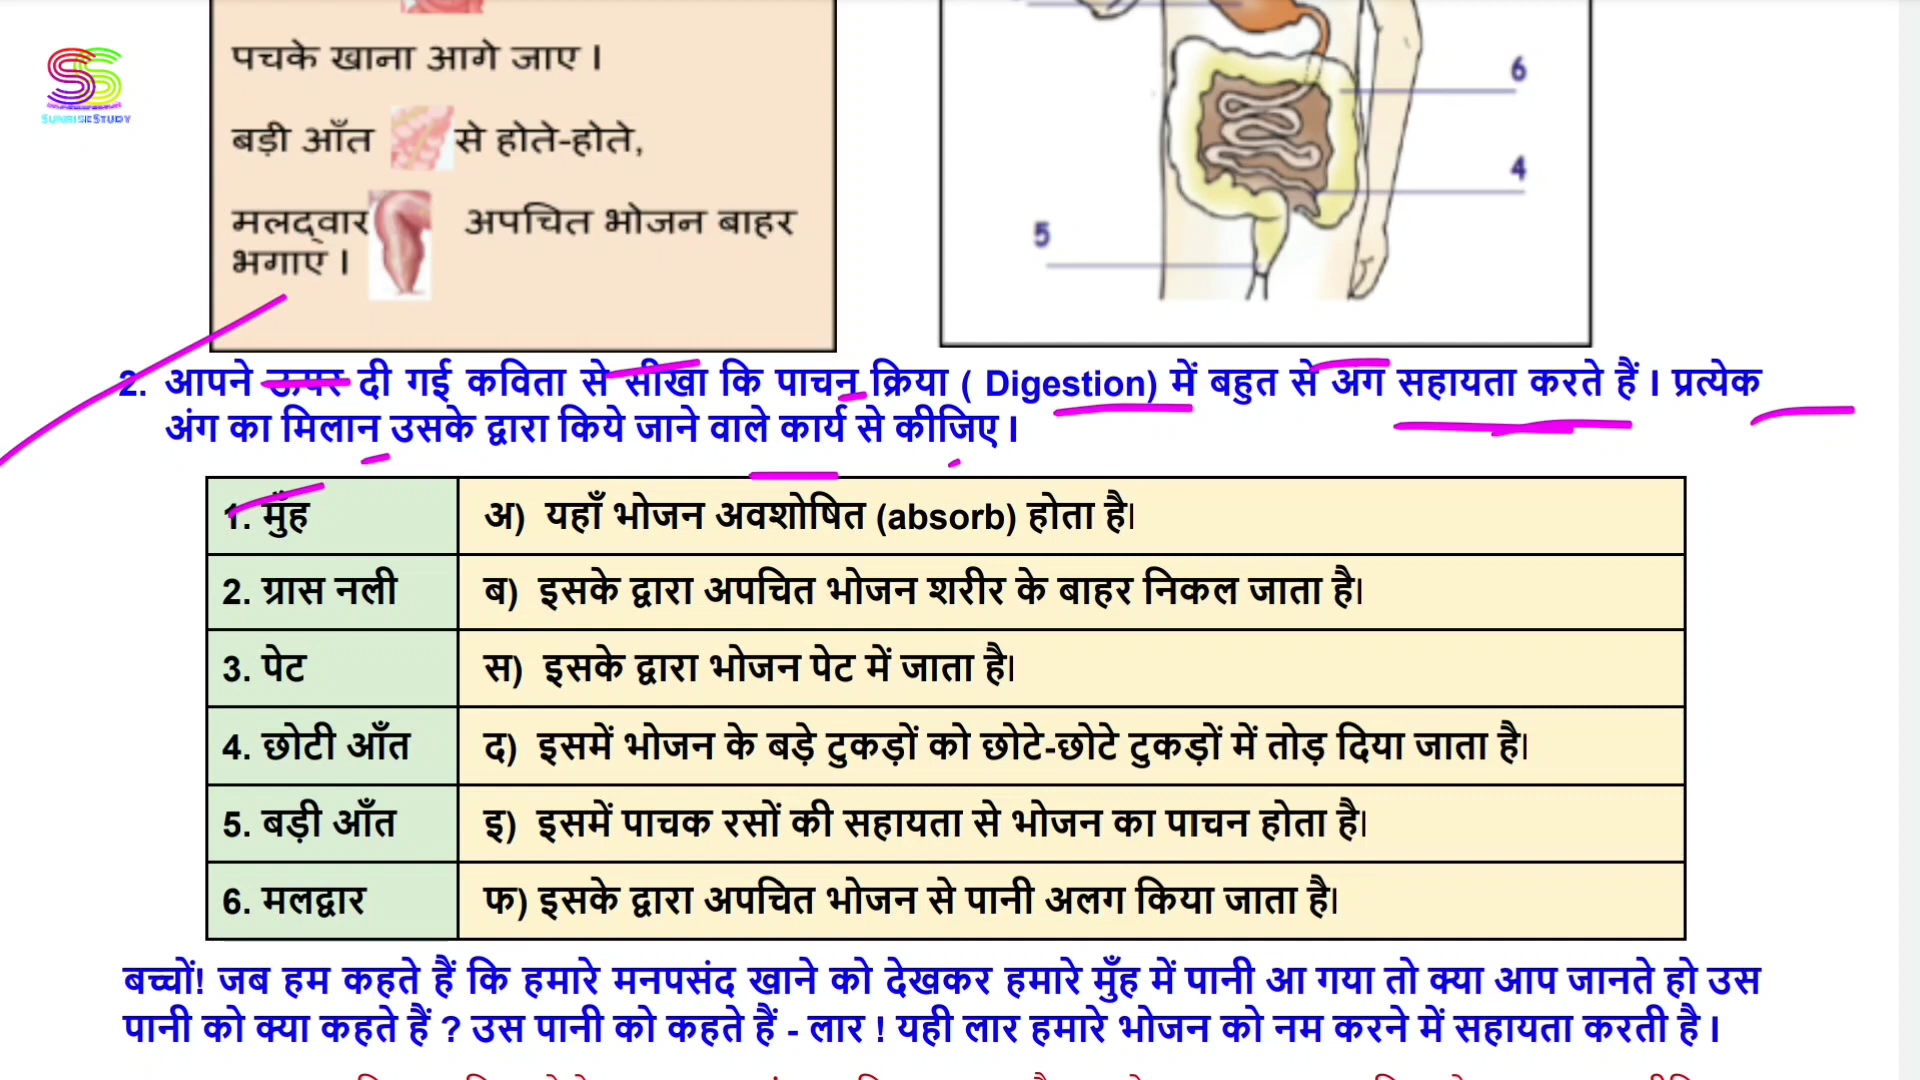 SUNRISESTUDY
पचके खाना आगे जाए ।
बड़ी आँत से होते-होते,
मलद्वार अपचित भोजन बाहर
भगाए ।
6
4
5
2. आपने ऊपर दी गई कविता से सीखा कि पाचन क्रिया ( Digestion) में बहुत से अंग सहायता करते हैं । प्रत्येक
अंग का मिलान उसके द्वारा किये जाने वाले कार्य से कीजिए ।
1. मुँह अ) यहाँ भोजन अवशोषित (absorb) होता है।
2. ग्रास नली ब) इसके द्वारा अपचित भोजन शरीर के बाहर निकल जाता है।
3. पेट स) इसके द्वारा भोजन पेट में जाता है।
4. छोटी आँत द) इसमें भोजन के बड़े टुकड़ों को छोटे-छोटे टुकड़ों में तोड़ दिया जाता है।
5. बड़ी आँत इ) इसमें पाचक रसों की सहायता से भोजन का पाचन होता है।
6. मलद्वार फ) इसके द्वारा अपचित भोजन से पानी अलग किया जाता है।
बच्चों! जब हम कहते हैं कि हमारे मनपसंद खाने को देखकर हमारे मुँह में पानी आ गया तो क्या आप जानते हो उस
पानी को क्या कहते हैं ? उस पानी को कहते हैं - लार ! यही लार हमारे भोजन को नम करने में सहायता करती है ।